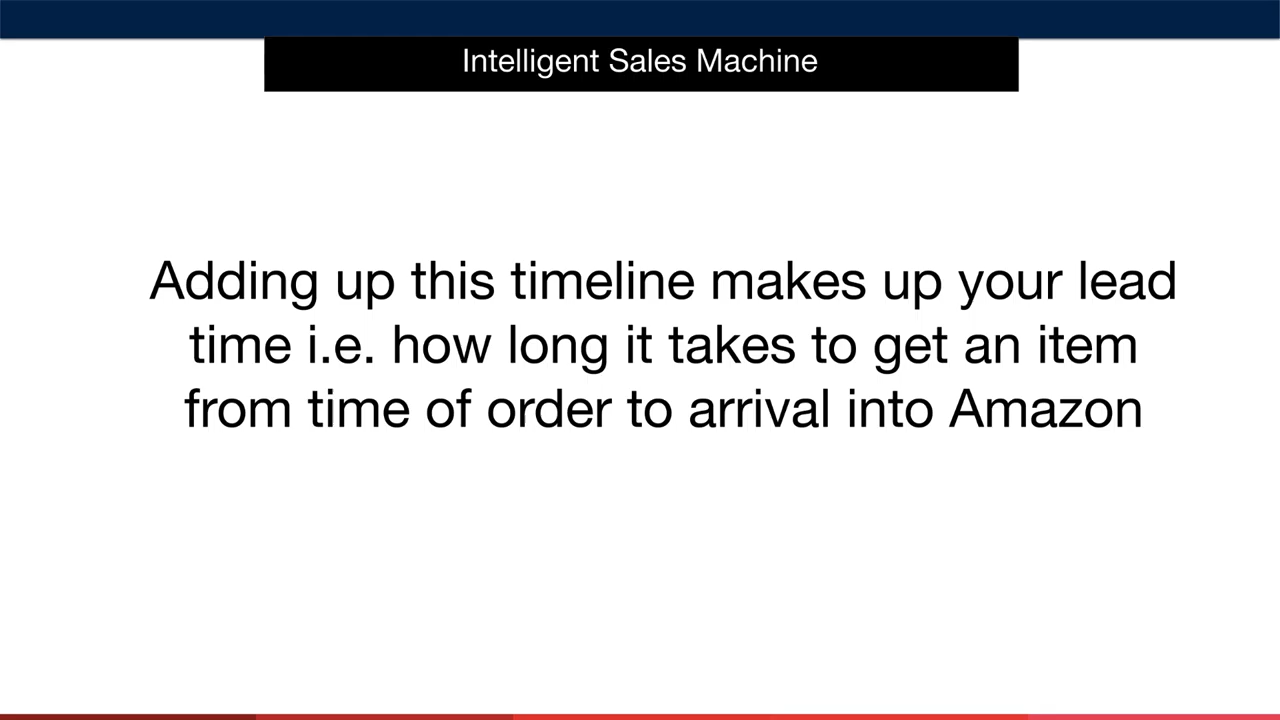 Intelligent Sales Machine
Adding up this timeline makes up your lead
time i.e. how long it takes to get an item
from time of order to arrival into Amazon